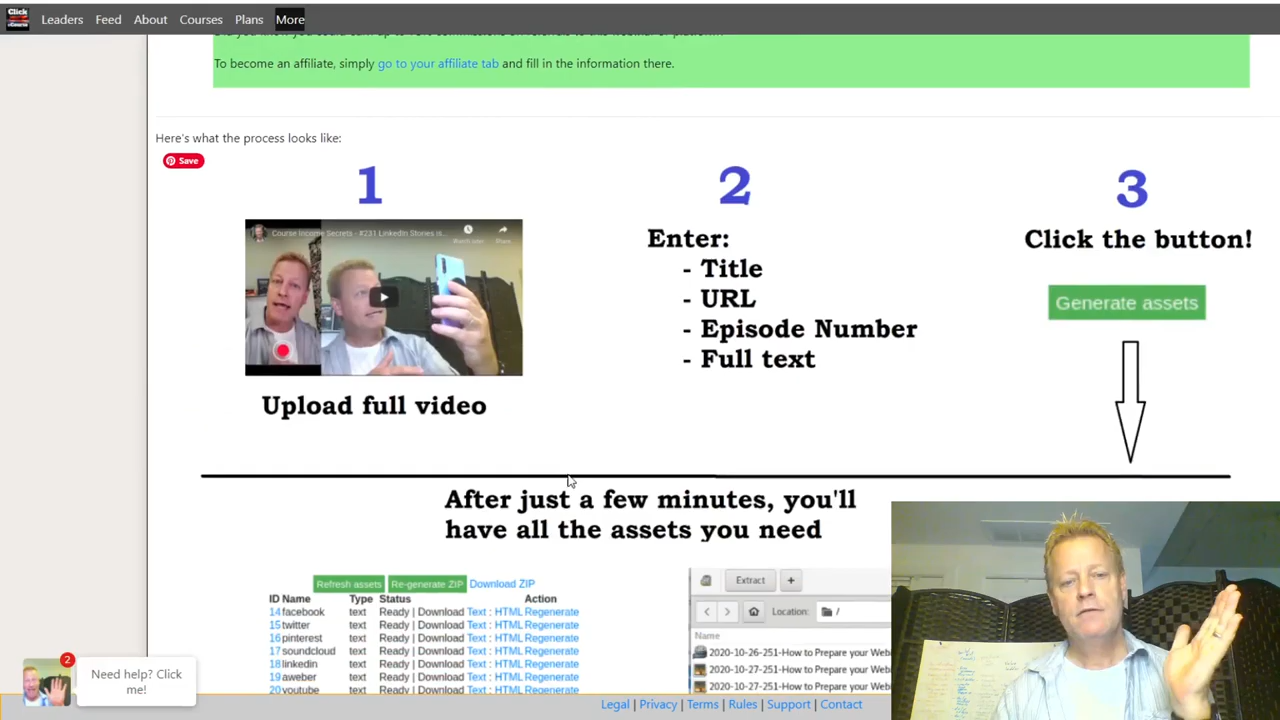 Click
Leaders Feed About Courses Plans More
To become an affiliate, simply go to your affiliate tab and fill in the information there.
Here's what the process looks like:
Save
1
2
3
Course Income Secrets - #231 LinkedIn Stories is...
Enter:
- Title
- URL
- Episode Number
- Full text
Click the button!
Generate assets
Upload full video
After just a few minutes, you'll
have all the assets you need
Refresh assets Re-generate ZIP Download ZIP
ID Name Type Status Action
14 facebook text Ready | Download Text : HTML Regenerate
15 twitter text Ready | Download Text : HTML Regenerate
16 pinterest text Ready | Download Text : HTML Regenerate
17 soundcloud text Ready | Download Text : HTML Regenerate
18 linkedin text Ready | Download Text : HTML Regenerate
19 aweber text Ready | Download Text : HTML Regenerate
20 youtube text Ready | Download Text : HTML Regenerate
Extract +
Location: /
Name
2020-10-26-251-How to Prepare your Web
2020-10-27-251-How to Prepare your Web
2020-10-27-251-How to Prepare your Web
2
Need help? Click
me!
Legal | Privacy | Terms | Rules | Support | Contact